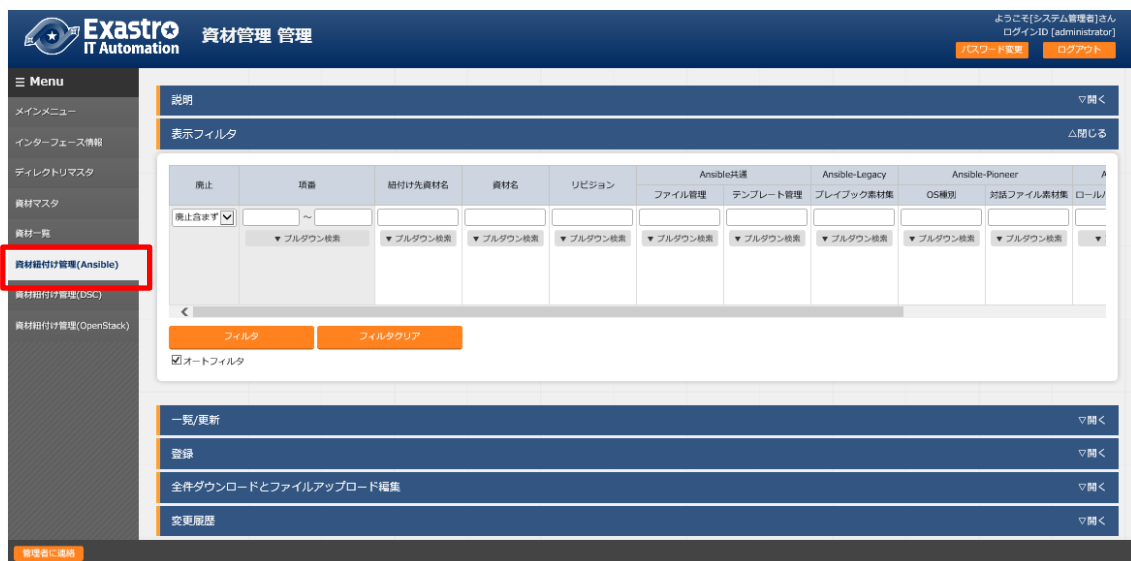 Exastro
IT Automation
資材管理 管理
ようこそ[システム管理者]さん
ログインID [administrator]
パスワード変更 ログアウト
☰ Menu
メインメニュー
インターフェース情報
ディレクトリマスタ
資材マスタ
資材一覧
資材紐付け管理(Ansible)
資材紐付け管理(DSC)
資材紐付け管理(OpenStack)
説明 ▽開く
表示フィルタ △閉じる
廃止 項番 紐付け先資材名 資材名 リビジョン Ansible共通 Ansible-Legacy Ansible-Pioneer A
ファイル管理 テンプレート管理 プレイブック素材集 OS種別 対話ファイル素材集 ロール/
廃止含まず ～
▼ プルダウン検索 ▼ プルダウン検索 ▼ プルダウン検索 ▼ プルダウン検索 ▼ プルダウン検索 ▼ プルダウン検索 ▼ プルダウン検索 ▼ プルダウン検索 ▼ プルダウン検索 ▼
フィルタ フィルタクリア
オートフィルタ
一覧/更新 ▽開く
登録 ▽開く
全件ダウンロードとファイルアップロード編集 ▽開く
変更履歴 ▽開く
管理者に連絡